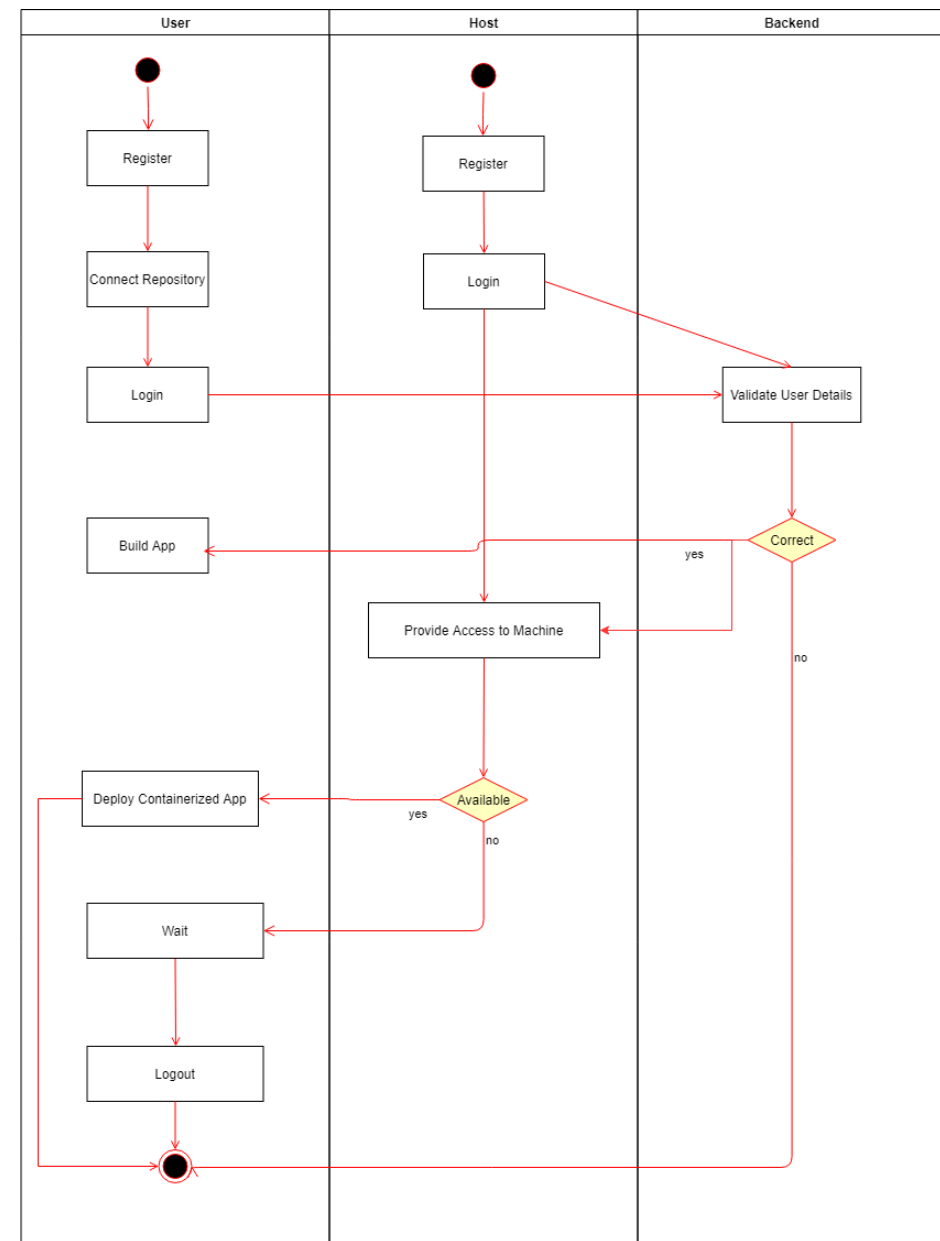 User
Host
Backend
Register
Register
Connect Repository
Login
Login
Validate User Details
Build App
Correct
yes
Provide Access to Machine
no
Deploy Containerized App
Available
yes
no
Wait
Logout